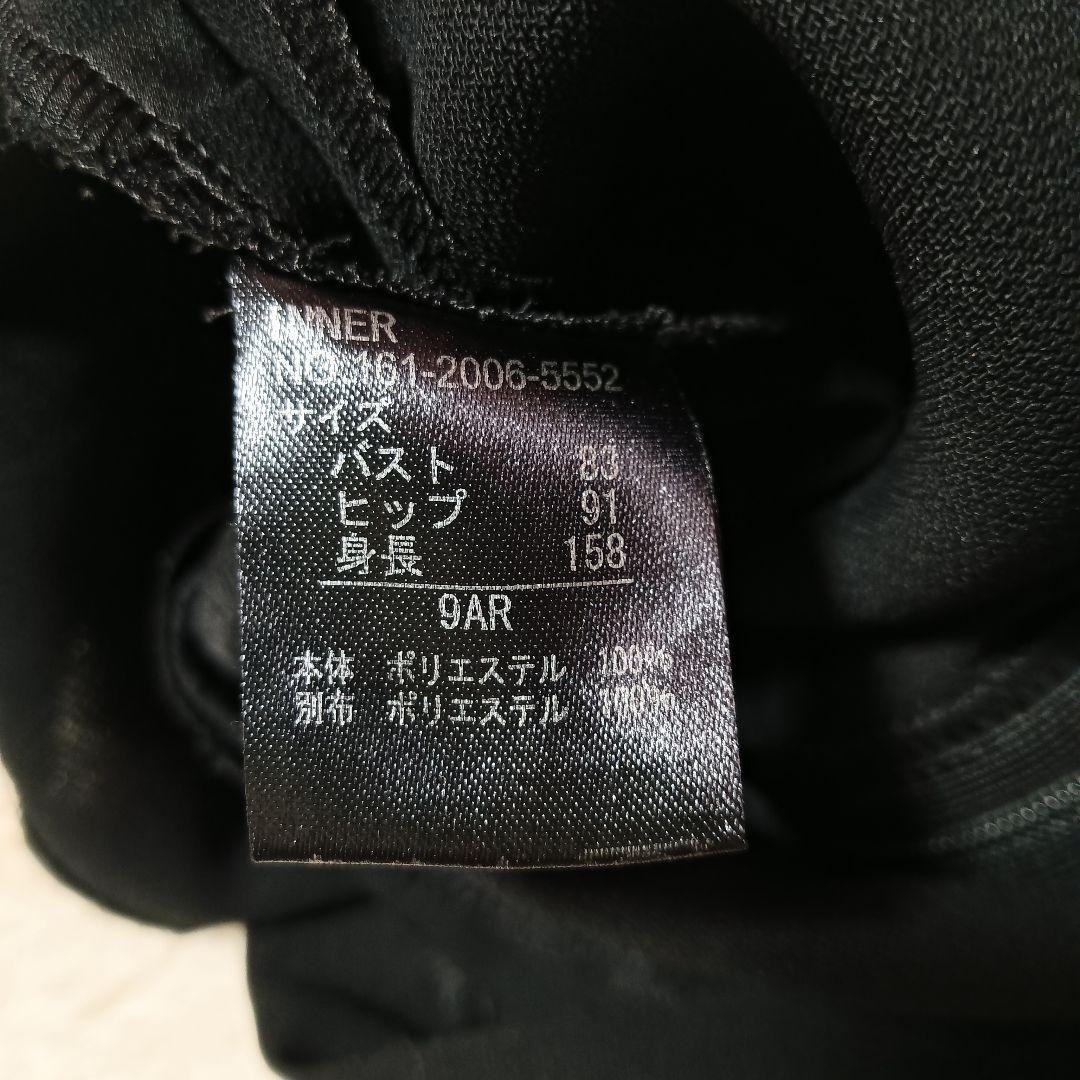 INNER
NO.161-2006-5552
サイズ
バスト 83
ヒップ 91
身長 158
9AR
本体 ポリエステル 100%
別布 ポリエステル 100%